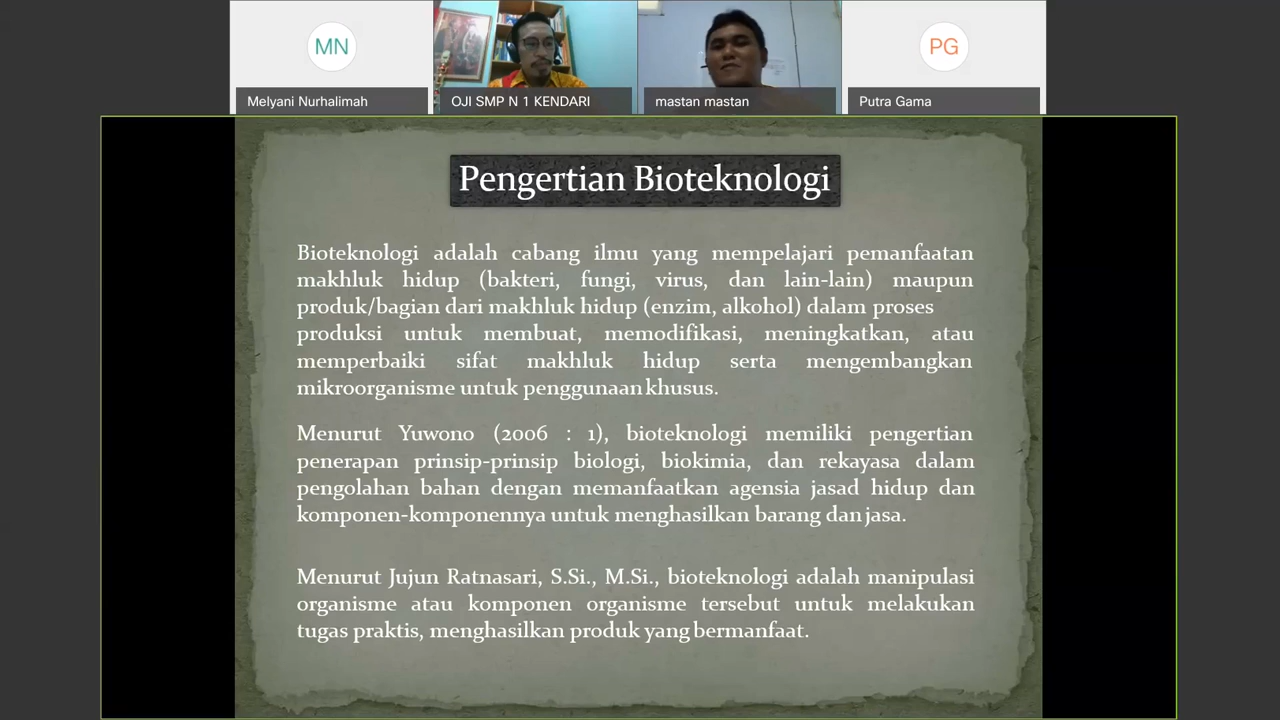 MN
PG
Melyani Nurhalimah
OJI SMP N 1 KENDARI
mastan mastan
Putra Gama
Pengertian Bioteknologi
Bioteknologi adalah cabang ilmu yang mempelajari pemanfaatan
makhluk hidup (bakteri, fungi, virus, dan lain-lain) maupun
produk/bagian dari makhluk hidup (enzim, alkohol) dalam proses
produksi untuk membuat, memodifikasi, meningkatkan, atau
memperbaiki sifat makhluk hidup serta mengembangkan
mikroorganisme untuk penggunaan khusus.
Menurut Yuwono (2006 : 1), bioteknologi memiliki pengertian
penerapan prinsip-prinsip biologi, biokimia, dan rekayasa dalam
pengolahan bahan dengan memanfaatkan agensia jasad hidup dan
komponen-komponennya untuk menghasilkan barang dan jasa.
Menurut Jujun Ratnasari, S.Si., M.Si., bioteknologi adalah manipulasi
organisme atau komponen organisme tersebut untuk melakukan
tugas praktis, menghasilkan produk yang bermanfaat.